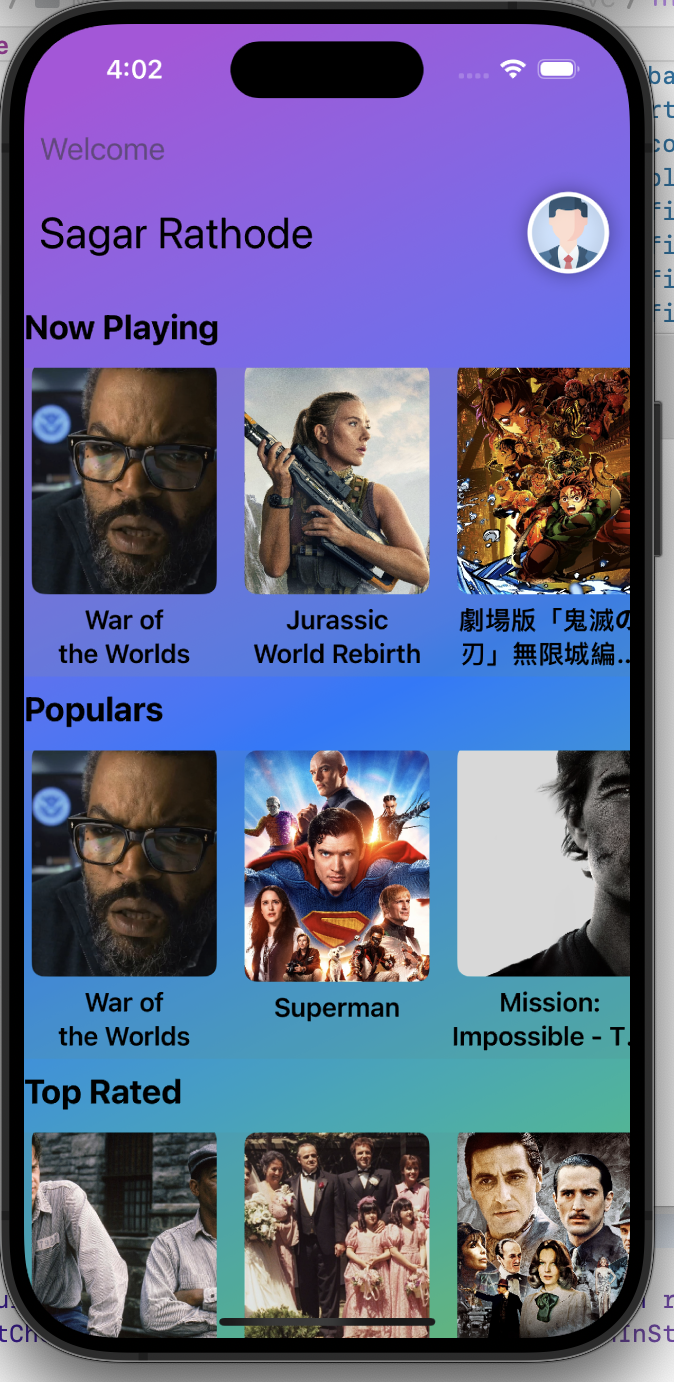 4:02
Welcome
Sagar Rathode
Now Playing
War of
the Worlds
Jurassic
World Rebirth
劇場版「鬼滅の
刃」無限城編...
Populars
War of
the Worlds
Superman
Mission:
Impossible - T.
Top Rated